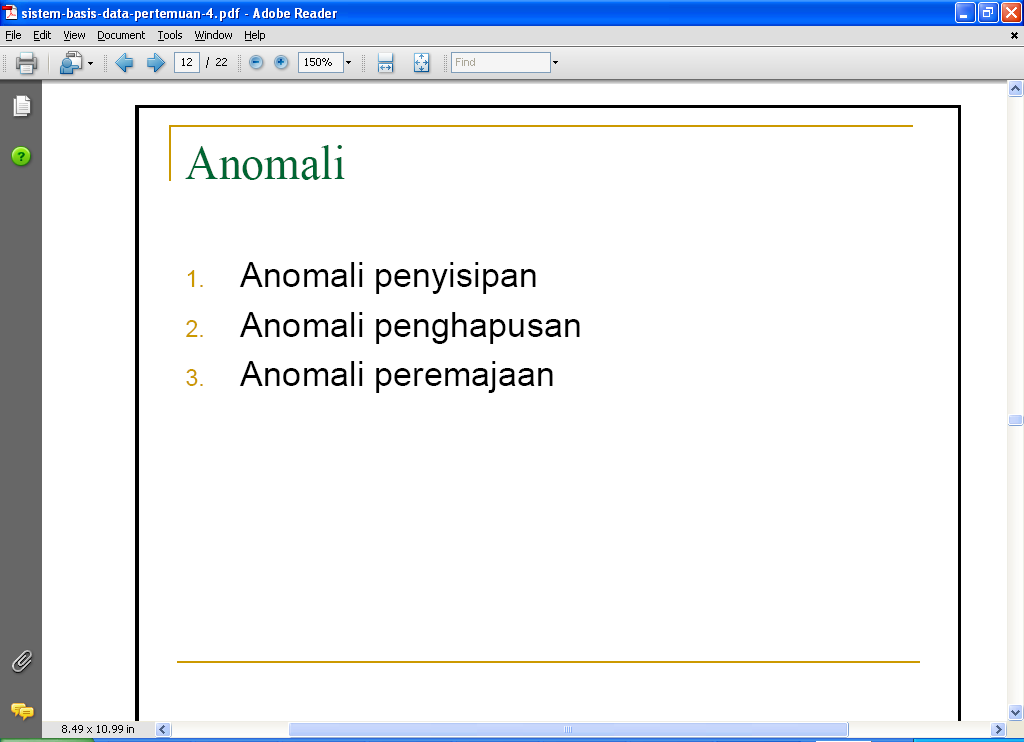 sistem-basis-data-pertemuan-4.pdf - Adobe Reader
File Edit View Document Tools Window Help
12 / 22 150% Find
Anomali
1. Anomali penyisipan
2. Anomali penghapusan
3. Anomali peremajaan
8.49 x 10.99 in